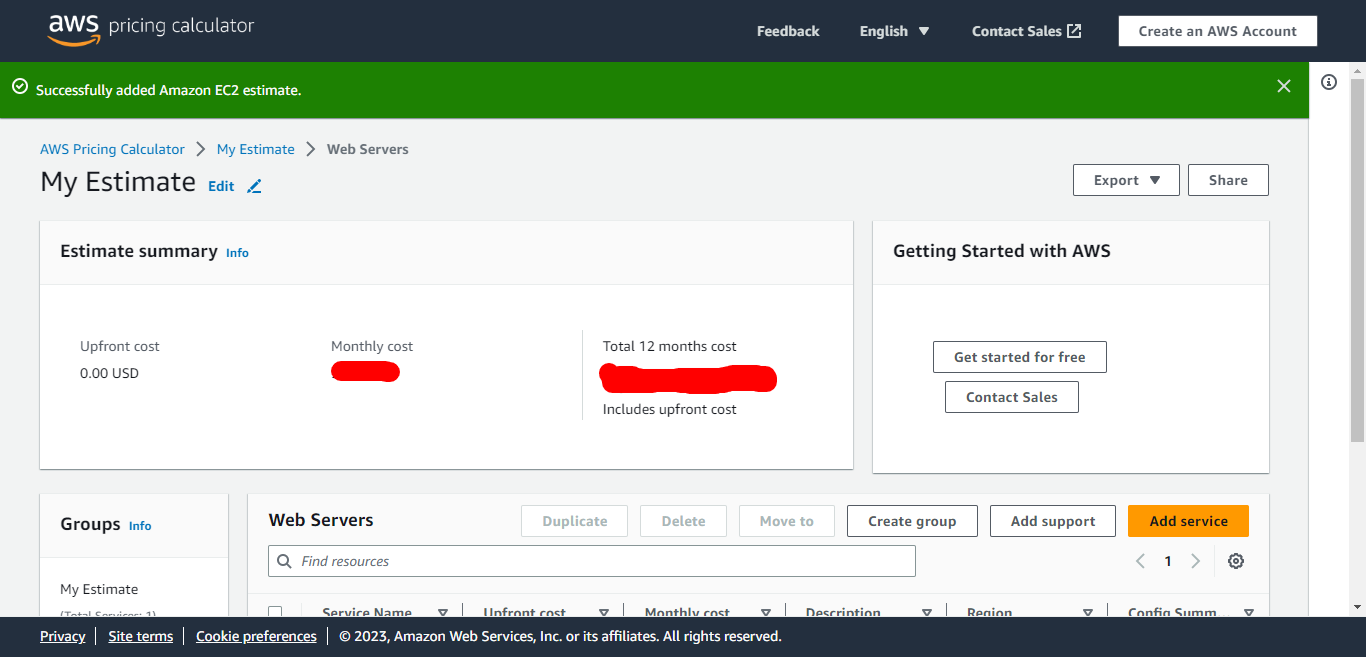 aws pricing calculator
Feedback English Contact Sales Create an AWS Account
Successfully added Amazon EC2 estimate.
AWS Pricing Calculator My Estimate Web Servers
My Estimate Edit
Export Share
Estimate summary Info
Getting Started with AWS
Upfront cost Monthly cost Total 12 months cost
0.00 USD
Includes upfront cost
Get started for free
Contact Sales
Groups Info
Web Servers Duplicate Delete Move to Create group Add support Add service
Find resources
1
My Estimate
(Total Services: 1)
Service Name Upfront cost Monthly cost Description Region Config Summ...
Privacy Site terms Cookie preferences © 2023, Amazon Web Services, Inc. or its affiliates. All rights reserved.